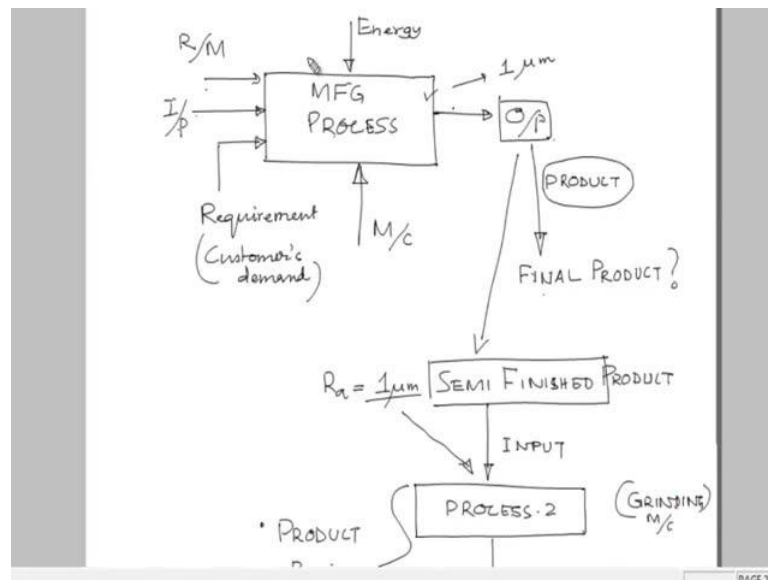 Energy
R/M
1 µm
MFG
PROCESS
I/P
O/P
PRODUCT
Requirement
(Customer's
demand)
M/C
FINAL PRODUCT?
Ra = 1µm
SEMI FINISHED PRODUCT
INPUT
PROCESS-2
(GRINDING)
M/C
• PRODUCT